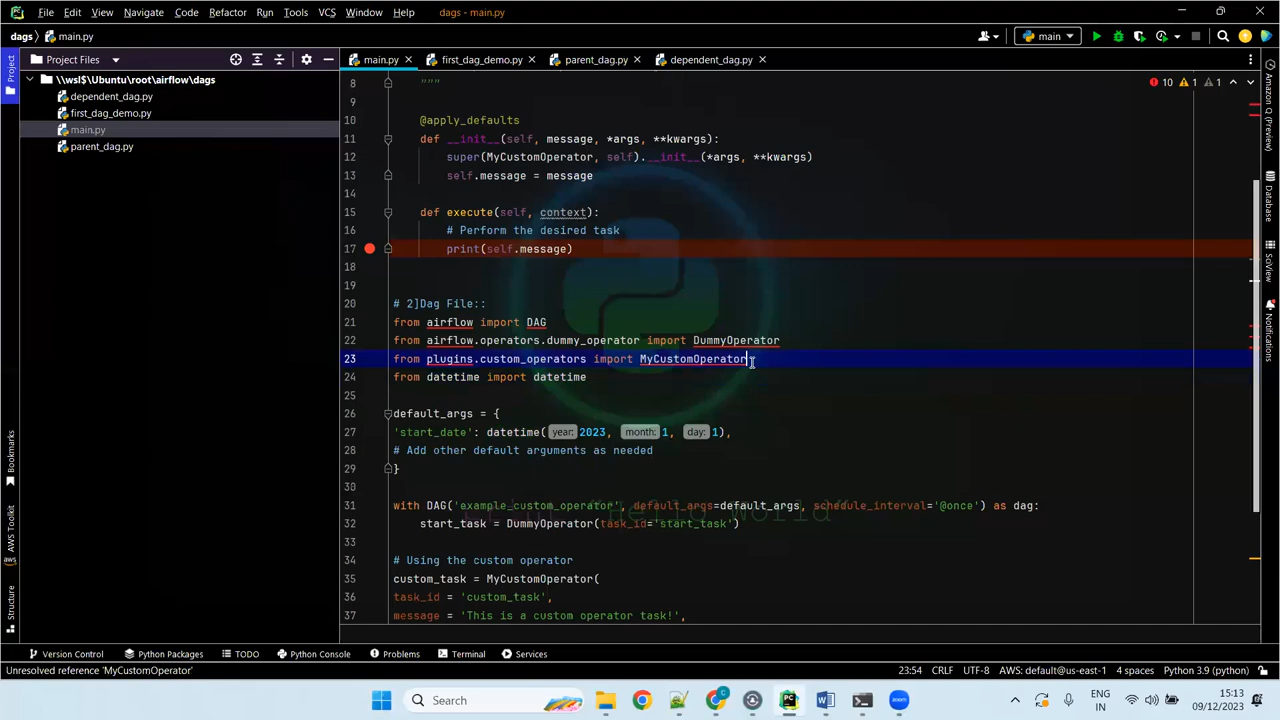 File Edit View Navigate Code Refactor Run Tools VCS Window Help dags - main.py
dags main.py main
Project Files
main.py first_dag_demo.py parent_dag.py dependent_dag.py
\\wsl$\Ubuntu\root\airflow\dags
dependent_dag.py
first_dag_demo.py
main.py
parent_dag.py
Project
Bookmarks
AWS Toolkit
aws
Structure
10 1 1
8 """
9
10 @apply_defaults
11 def __init__(self, message, *args, **kwargs):
12 super(MyCustomOperator, self).__init__(*args, **kwargs)
13 self.message = message
14
15 def execute(self, context):
16 # Perform the desired task
17 print(self.message)
18
19
20 # 2]Dag File::
21 from airflow import DAG
22 from airflow.operators.dummy_operator import DummyOperator
23 from plugins.custom_operators import MyCustomOperator
24 from datetime import datetime
25
26 default_args = {
27 'start_date': datetime(year: 2023, month: 1, day: 1),
28 # Add other default arguments as needed
29 }
30
31 with DAG('example_custom_operator', default_args=default_args, schedule_interval='@once') as dag:
32 start_task = DummyOperator(task_id='start_task')
33
34 # Using the custom operator
35 custom_task = MyCustomOperator(
36 task_id = 'custom_task',
37 message = 'This is a custom operator task!',
Amazon Q (Anywhere)
Database
SciView
Notifications
Version Control Python Packages TODO Python Console Problems Terminal Services
Unresolved reference 'MyCustomOperator' 23:54 CRLF UTF-8 AWS: default@us-east-1 4 spaces Python 3.9 (python)
Search
ENG
IN
15:13
09/12/2023